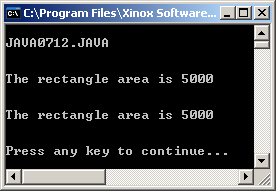 C:\Program Files\Xinox Software...
JAVA0712.JAVA
The rectangle area is 5000
The rectangle area is 5000
Press any key to continue...